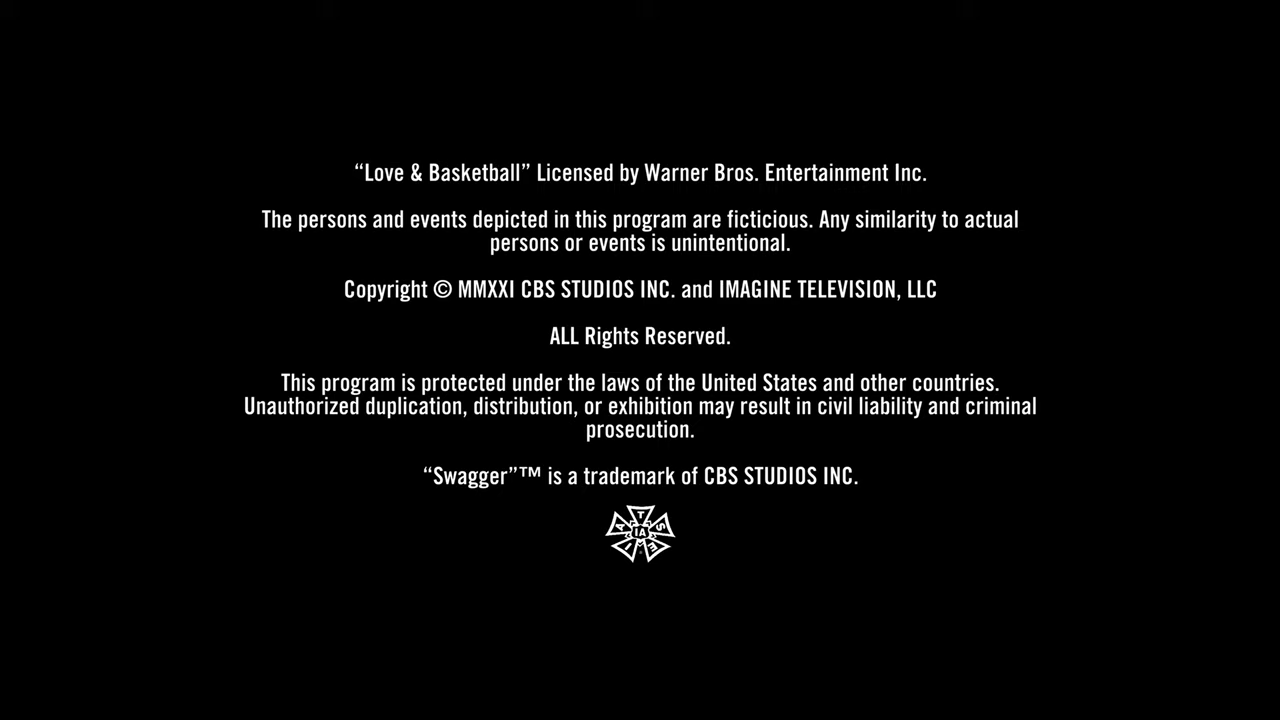 “Love & Basketball” Licensed by Warner Bros. Entertainment Inc.
The persons and events depicted in this program are ficticious. Any similarity to actual
persons or events is unintentional.
Copyright © MMXXI CBS STUDIOS INC. and IMAGINE TELEVISION, LLC
ALL Rights Reserved.
This program is protected under the laws of the United States and other countries.
Unauthorized duplication, distribution, or exhibition may result in civil liability and criminal
prosecution.
“Swagger”™ is a trademark of CBS STUDIOS INC.
I A T S E
IA